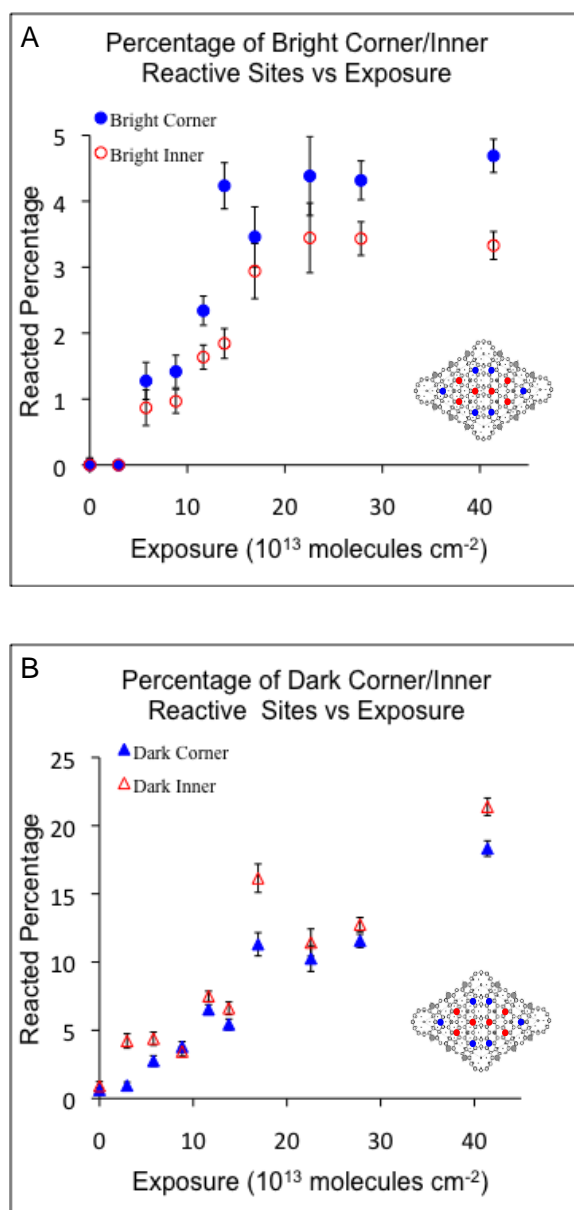 A
Percentage of Bright Corner/Inner
Reactive Sites vs Exposure
Bright Corner
Bright Inner
Reacted Percentage
5
4
3
2
1
0
0 10 20 30 40
Exposure (10¹³ molecules cm⁻²)
B
Percentage of Dark Corner/Inner
Reactive Sites vs Exposure
Dark Corner
Dark Inner
Reacted Percentage
25
20
15
10
5
0
0 10 20 30 40
Exposure (10¹³ molecules cm⁻²)